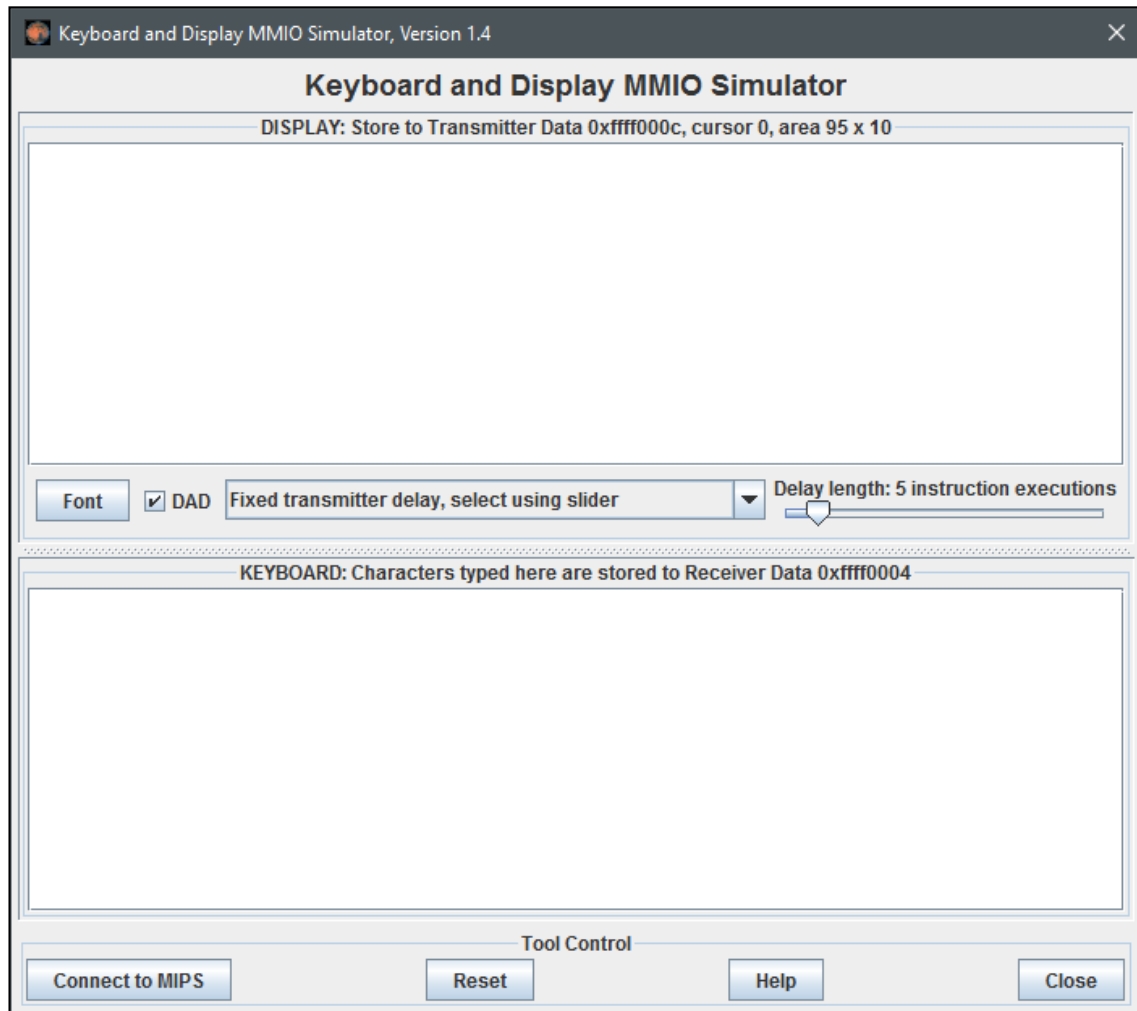 Keyboard and Display MMIO Simulator, Version 1.4
Keyboard and Display MMIO Simulator
DISPLAY: Store to Transmitter Data 0xffff000c, cursor 0, area 95 x 10
Font
DAD
Fixed transmitter delay, select using slider
Delay length: 5 instruction executions
KEYBOARD: Characters typed here are stored to Receiver Data 0xffff0004
Tool Control
Connect to MIPS
Reset
Help
Close